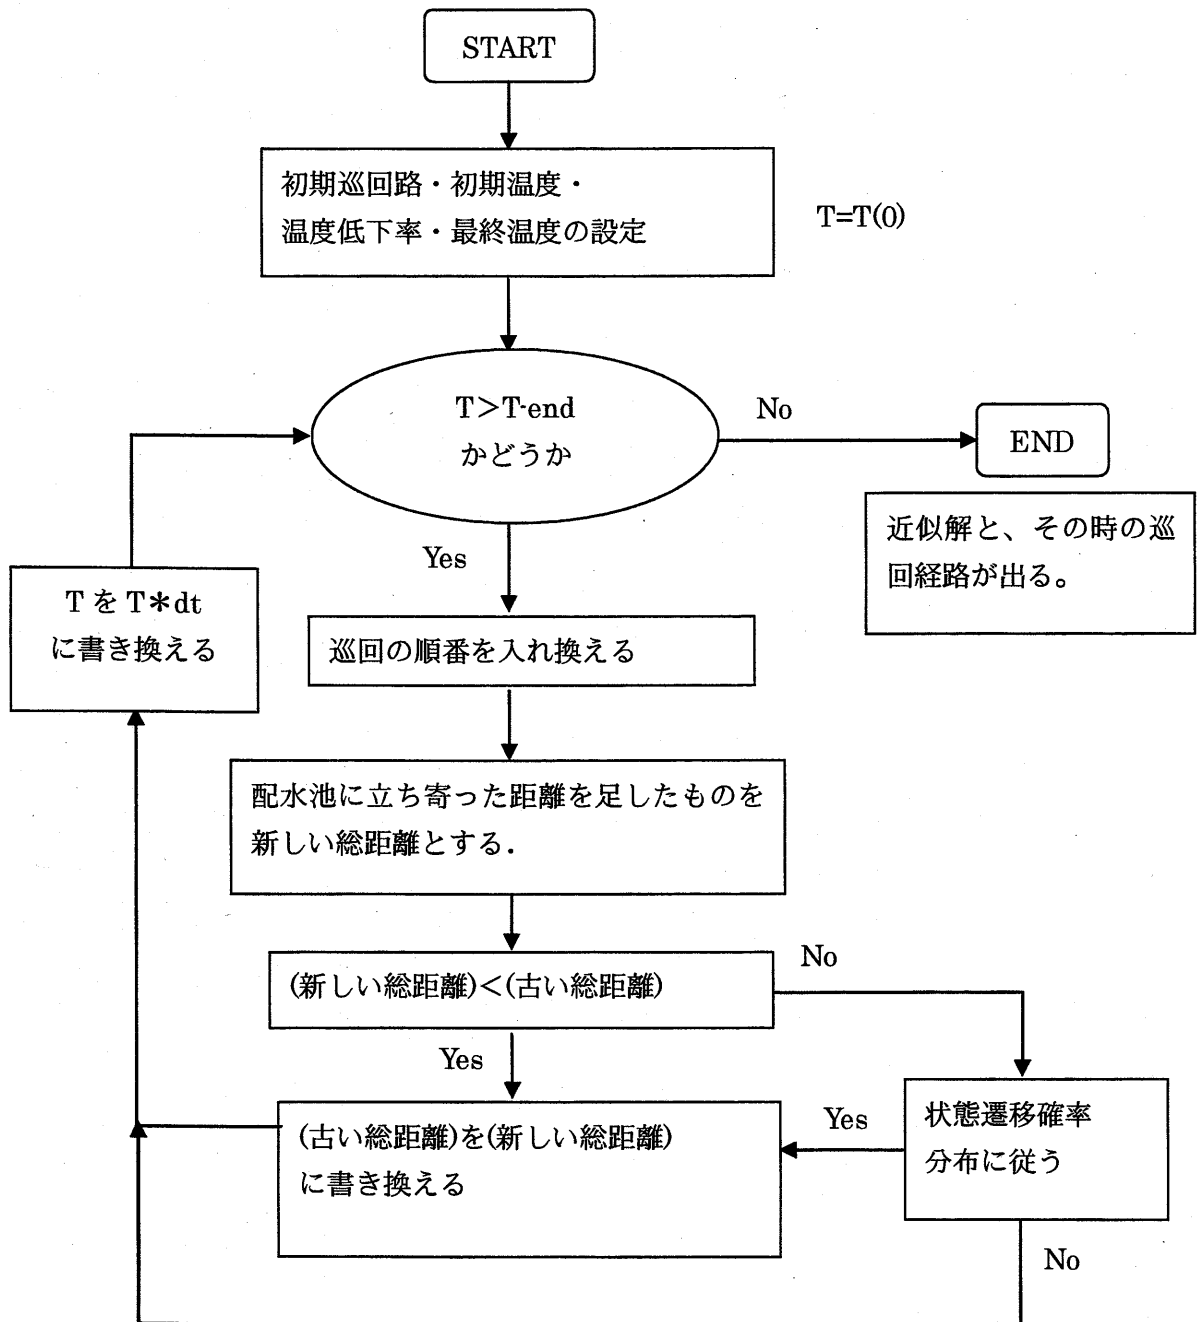 START
初期巡回路・初期温度・
温度低下率・最終温度の設定
T=T(0)
T＞T-end
かどうか
No
END
近似解と、その時の巡
回経路が出る。
Yes
T を T＊dt
に書き換える
巡回の順番を入れ換える
配水池に立ち寄った距離を足したものを
新しい総距離とする．
(新しい総距離)＜(古い総距離)
No
Yes
(古い総距離)を(新しい総距離)
に書き換える
Yes
状態遷移確率
分布に従う
No